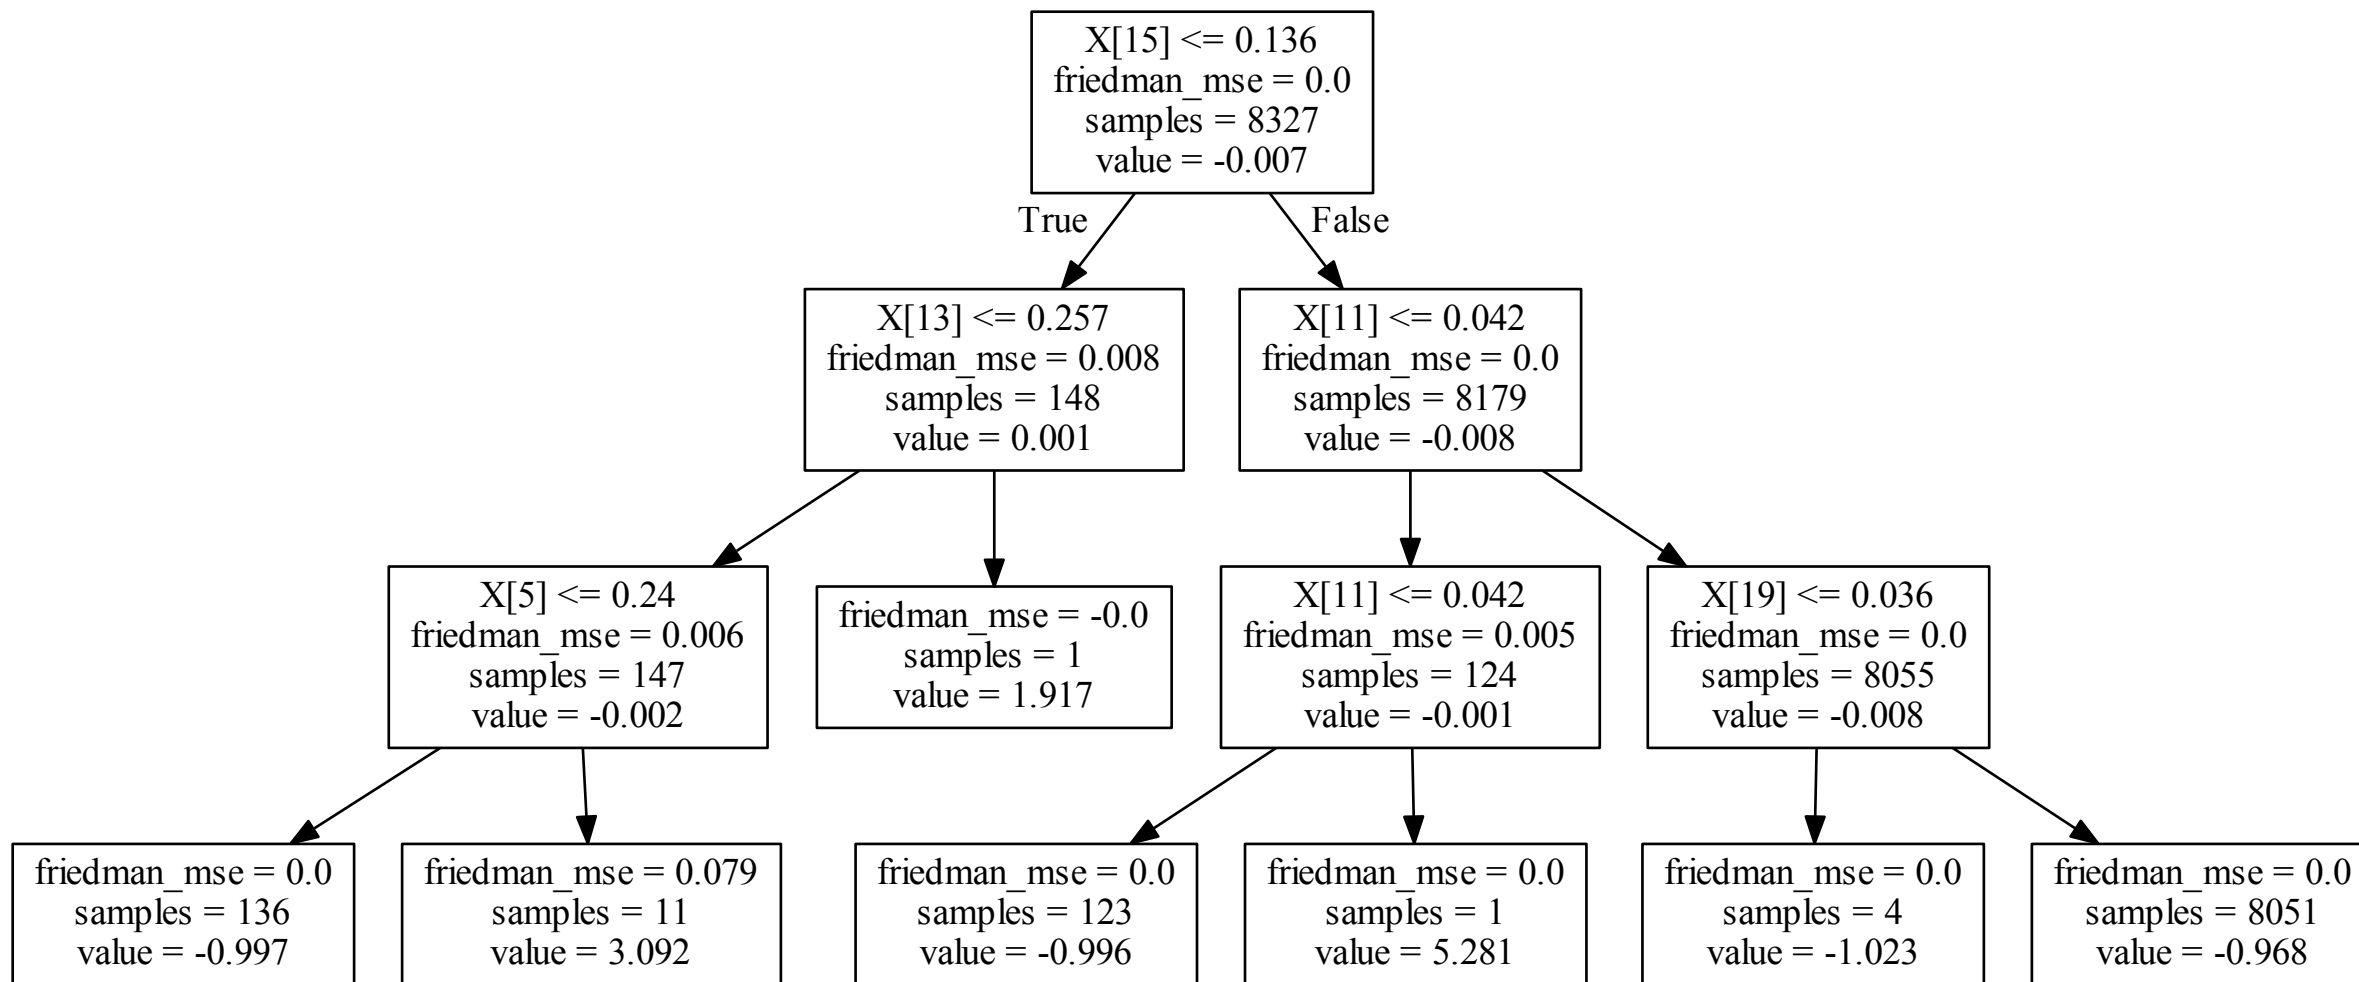 X[15] <= 0.136
friedman_mse = 0.0
samples = 8327
value = -0.007
True
False
X[13] <= 0.257
friedman_mse = 0.008
samples = 148
value = 0.001
X[11] <= 0.042
friedman_mse = 0.0
samples = 8179
value = -0.008
X[5] <= 0.24
friedman_mse = 0.006
samples = 147
value = -0.002
friedman_mse = -0.0
samples = 1
value = 1.917
X[11] <= 0.042
friedman_mse = 0.005
samples = 124
value = -0.001
X[19] <= 0.036
friedman_mse = 0.0
samples = 8055
value = -0.008
friedman_mse = 0.0
samples = 136
value = -0.997
friedman_mse = 0.079
samples = 11
value = 3.092
friedman_mse = 0.0
samples = 123
value = -0.996
friedman_mse = 0.0
samples = 1
value = 5.281
friedman_mse = 0.0
samples = 4
value = -1.023
friedman_mse = 0.0
samples = 8051
value = -0.968